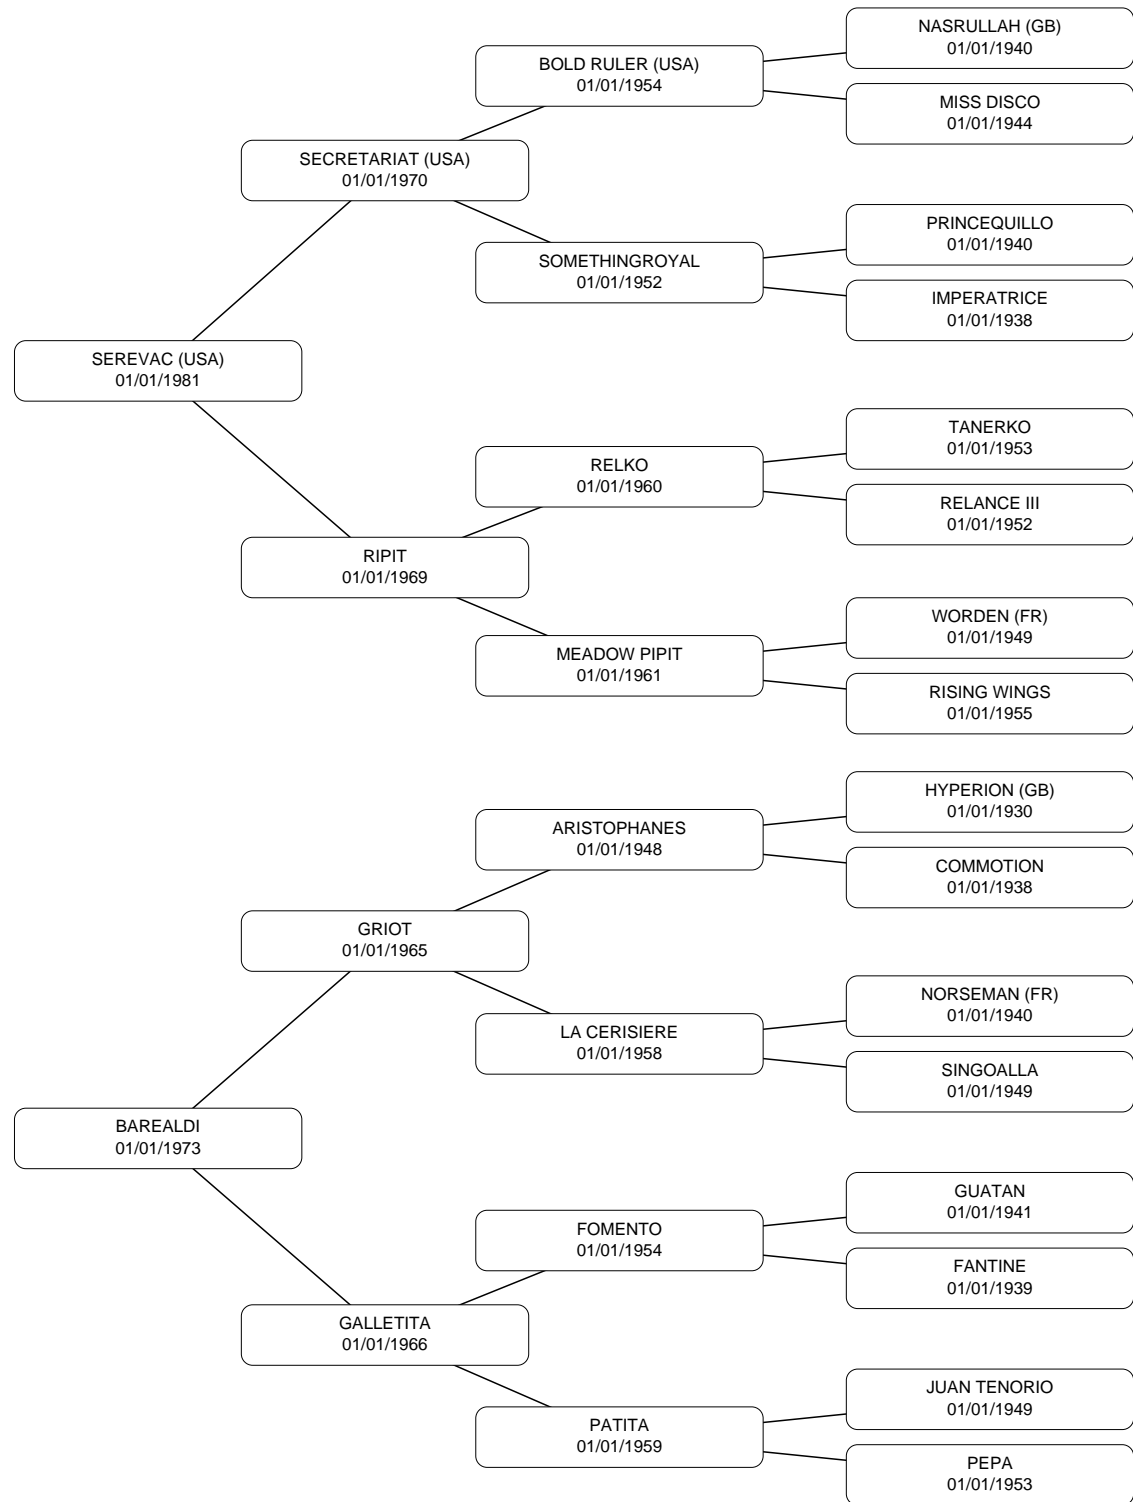 NASRULLAH (GB)
01/01/1940
BOLD RULER (USA)
01/01/1954
MISS DISCO
01/01/1944
SECRETARIAT (USA)
01/01/1970
PRINCEQUILLO
01/01/1940
SOMETHINGROYAL
01/01/1952
IMPERATRICE
01/01/1938
SEREVAC (USA)
01/01/1981
TANERKO
01/01/1953
RELKO
01/01/1960
RELANCE III
01/01/1952
RIPIT
01/01/1969
WORDEN (FR)
01/01/1949
MEADOW PIPIT
01/01/1961
RISING WINGS
01/01/1955
HYPERION (GB)
01/01/1930
ARISTOPHANES
01/01/1948
COMMOTION
01/01/1938
GRIOT
01/01/1965
NORSEMAN (FR)
01/01/1940
LA CERISIERE
01/01/1958
SINGOALLA
01/01/1949
BAREALDI
01/01/1973
GUATAN
01/01/1941
FOMENTO
01/01/1954
FANTINE
01/01/1939
GALLETITA
01/01/1966
JUAN TENORIO
01/01/1949
PATITA
01/01/1959
PEPA
01/01/1953